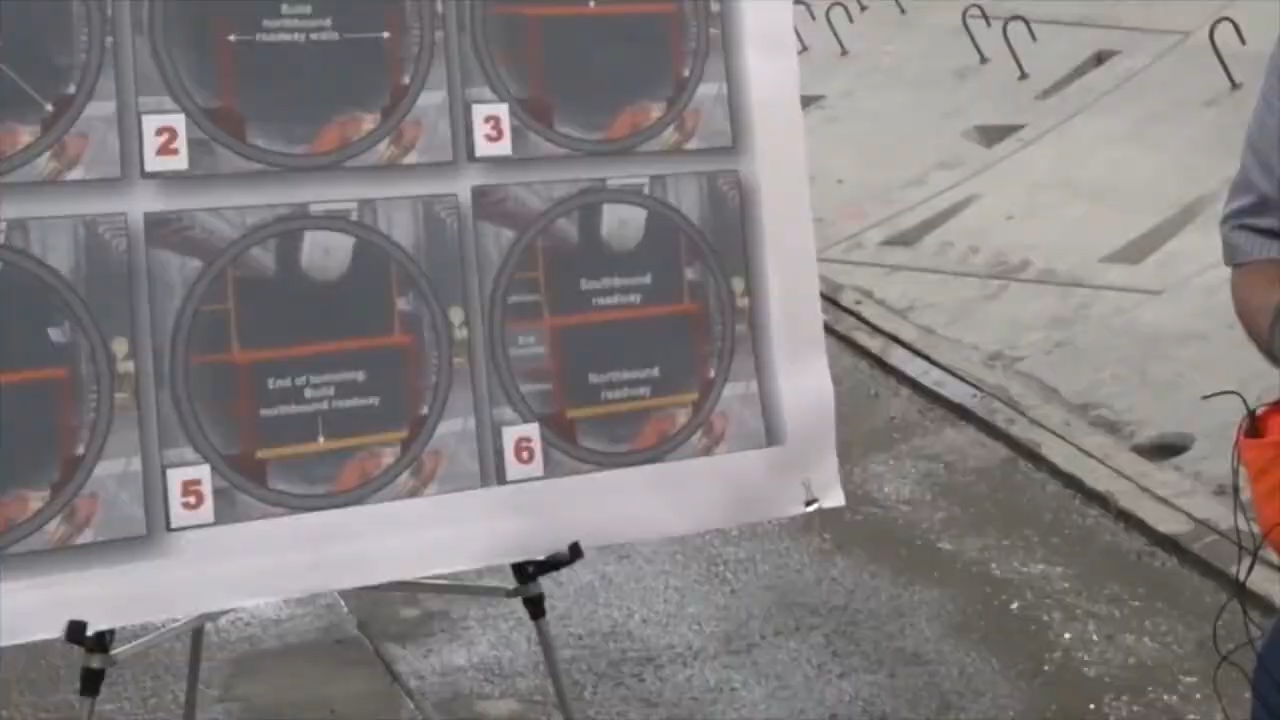 Build
northbound
roadway walls
2
3
End of tunneling:
Build
northbound roadway
5
Southbound
roadway
Northbound
roadway
6